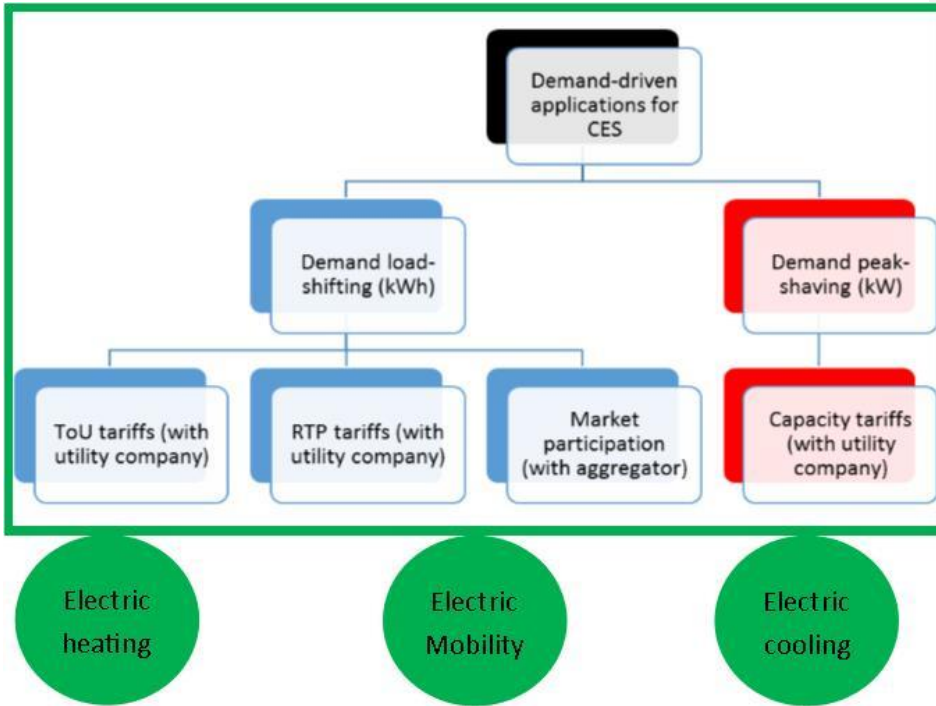 Demand-driven
applications for
CES
Demand load-
shifting (kWh)
Demand peak-
shaving (kW)
ToU tariffs (with
utility company)
RTP tariffs (with
utility company)
Market
participation
(with aggregator)
Capacity tariffs
(with utility
company)
Electric
heating
Electric
Mobility
Electric
cooling